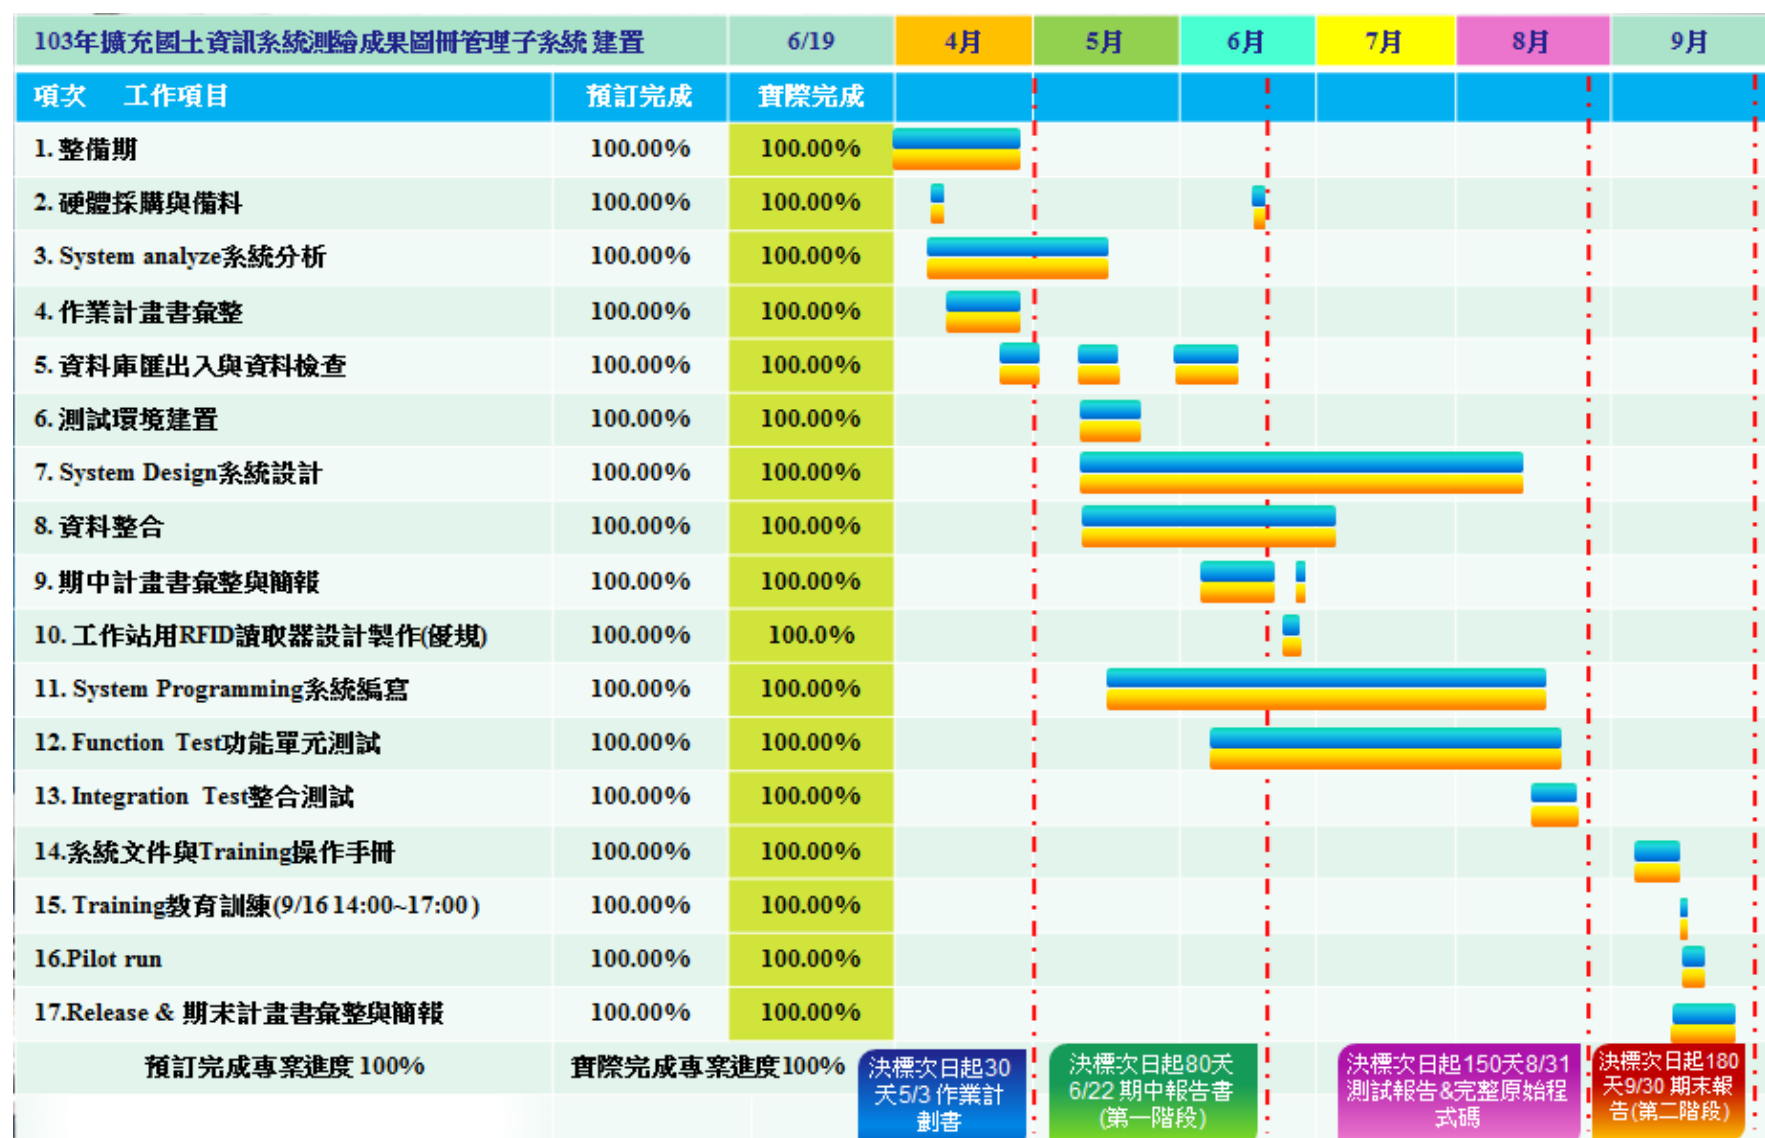 103年擴充國土資訊系統測繪成果圖冊管理子系統 建置 6/19 4月 5月 6月 7月 8月 9月
項次 工作項目 預訂完成 實際完成
1. 整備期 100.00% 100.00%
2. 硬體採購與備料 100.00% 100.00%
3. System analyze系統分析 100.00% 100.00%
4. 作業計畫書彙整 100.00% 100.00%
5. 資料庫匯出入與資料檢查 100.00% 100.00%
6. 測試環境建置 100.00% 100.00%
7. System Design系統設計 100.00% 100.00%
8. 資料整合 100.00% 100.00%
9. 期中計畫書彙整與簡報 100.00% 100.00%
10. 工作站用RFID讀取器設計製作(優規) 100.00% 100.0%
11. System Programming系統編寫 100.00% 100.00%
12. Function Test功能單元測試 100.00% 100.00%
13. Integration Test整合測試 100.00% 100.00%
14.系統文件與Training操作手冊 100.00% 100.00%
15. Training教育訓練(9/16 14:00~17:00) 100.00% 100.00%
16.Pilot run 100.00% 100.00%
17.Release & 期末計畫書彙整與簡報 100.00% 100.00%
預訂完成專案進度 100% 實際完成專案進度100%
決標次日起30
天5/3 作業計
劃書
決標次日起80天
6/22 期中報告書
(第一階段)
決標次日起150天8/31
測試報告&完整原始程
式碼
決標次日起180
天9/30 期末報
告(第二階段)